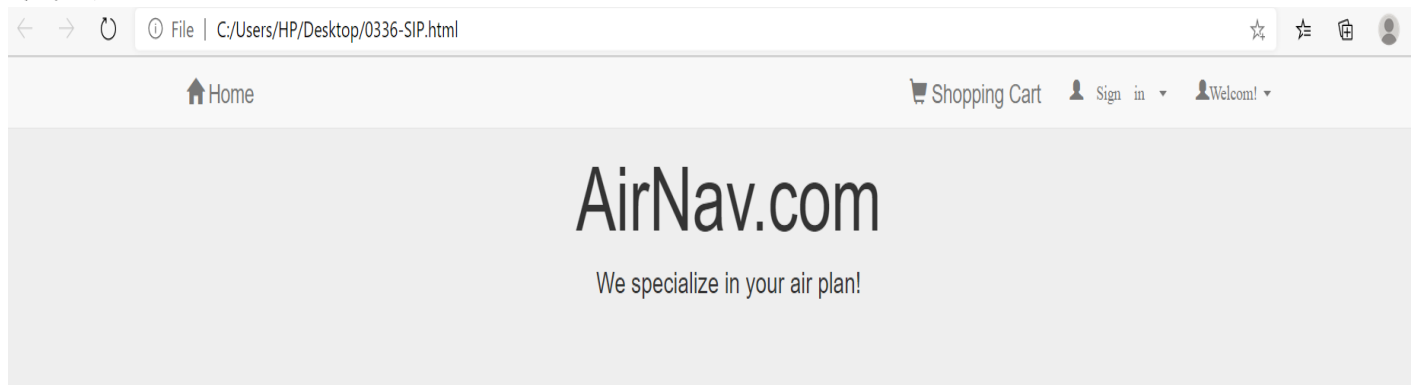 File | C:/Users/HP/Desktop/0336-SIP.html
Home Shopping Cart Sign in Welcom!
AirNav.com
We specialize in your air plan!